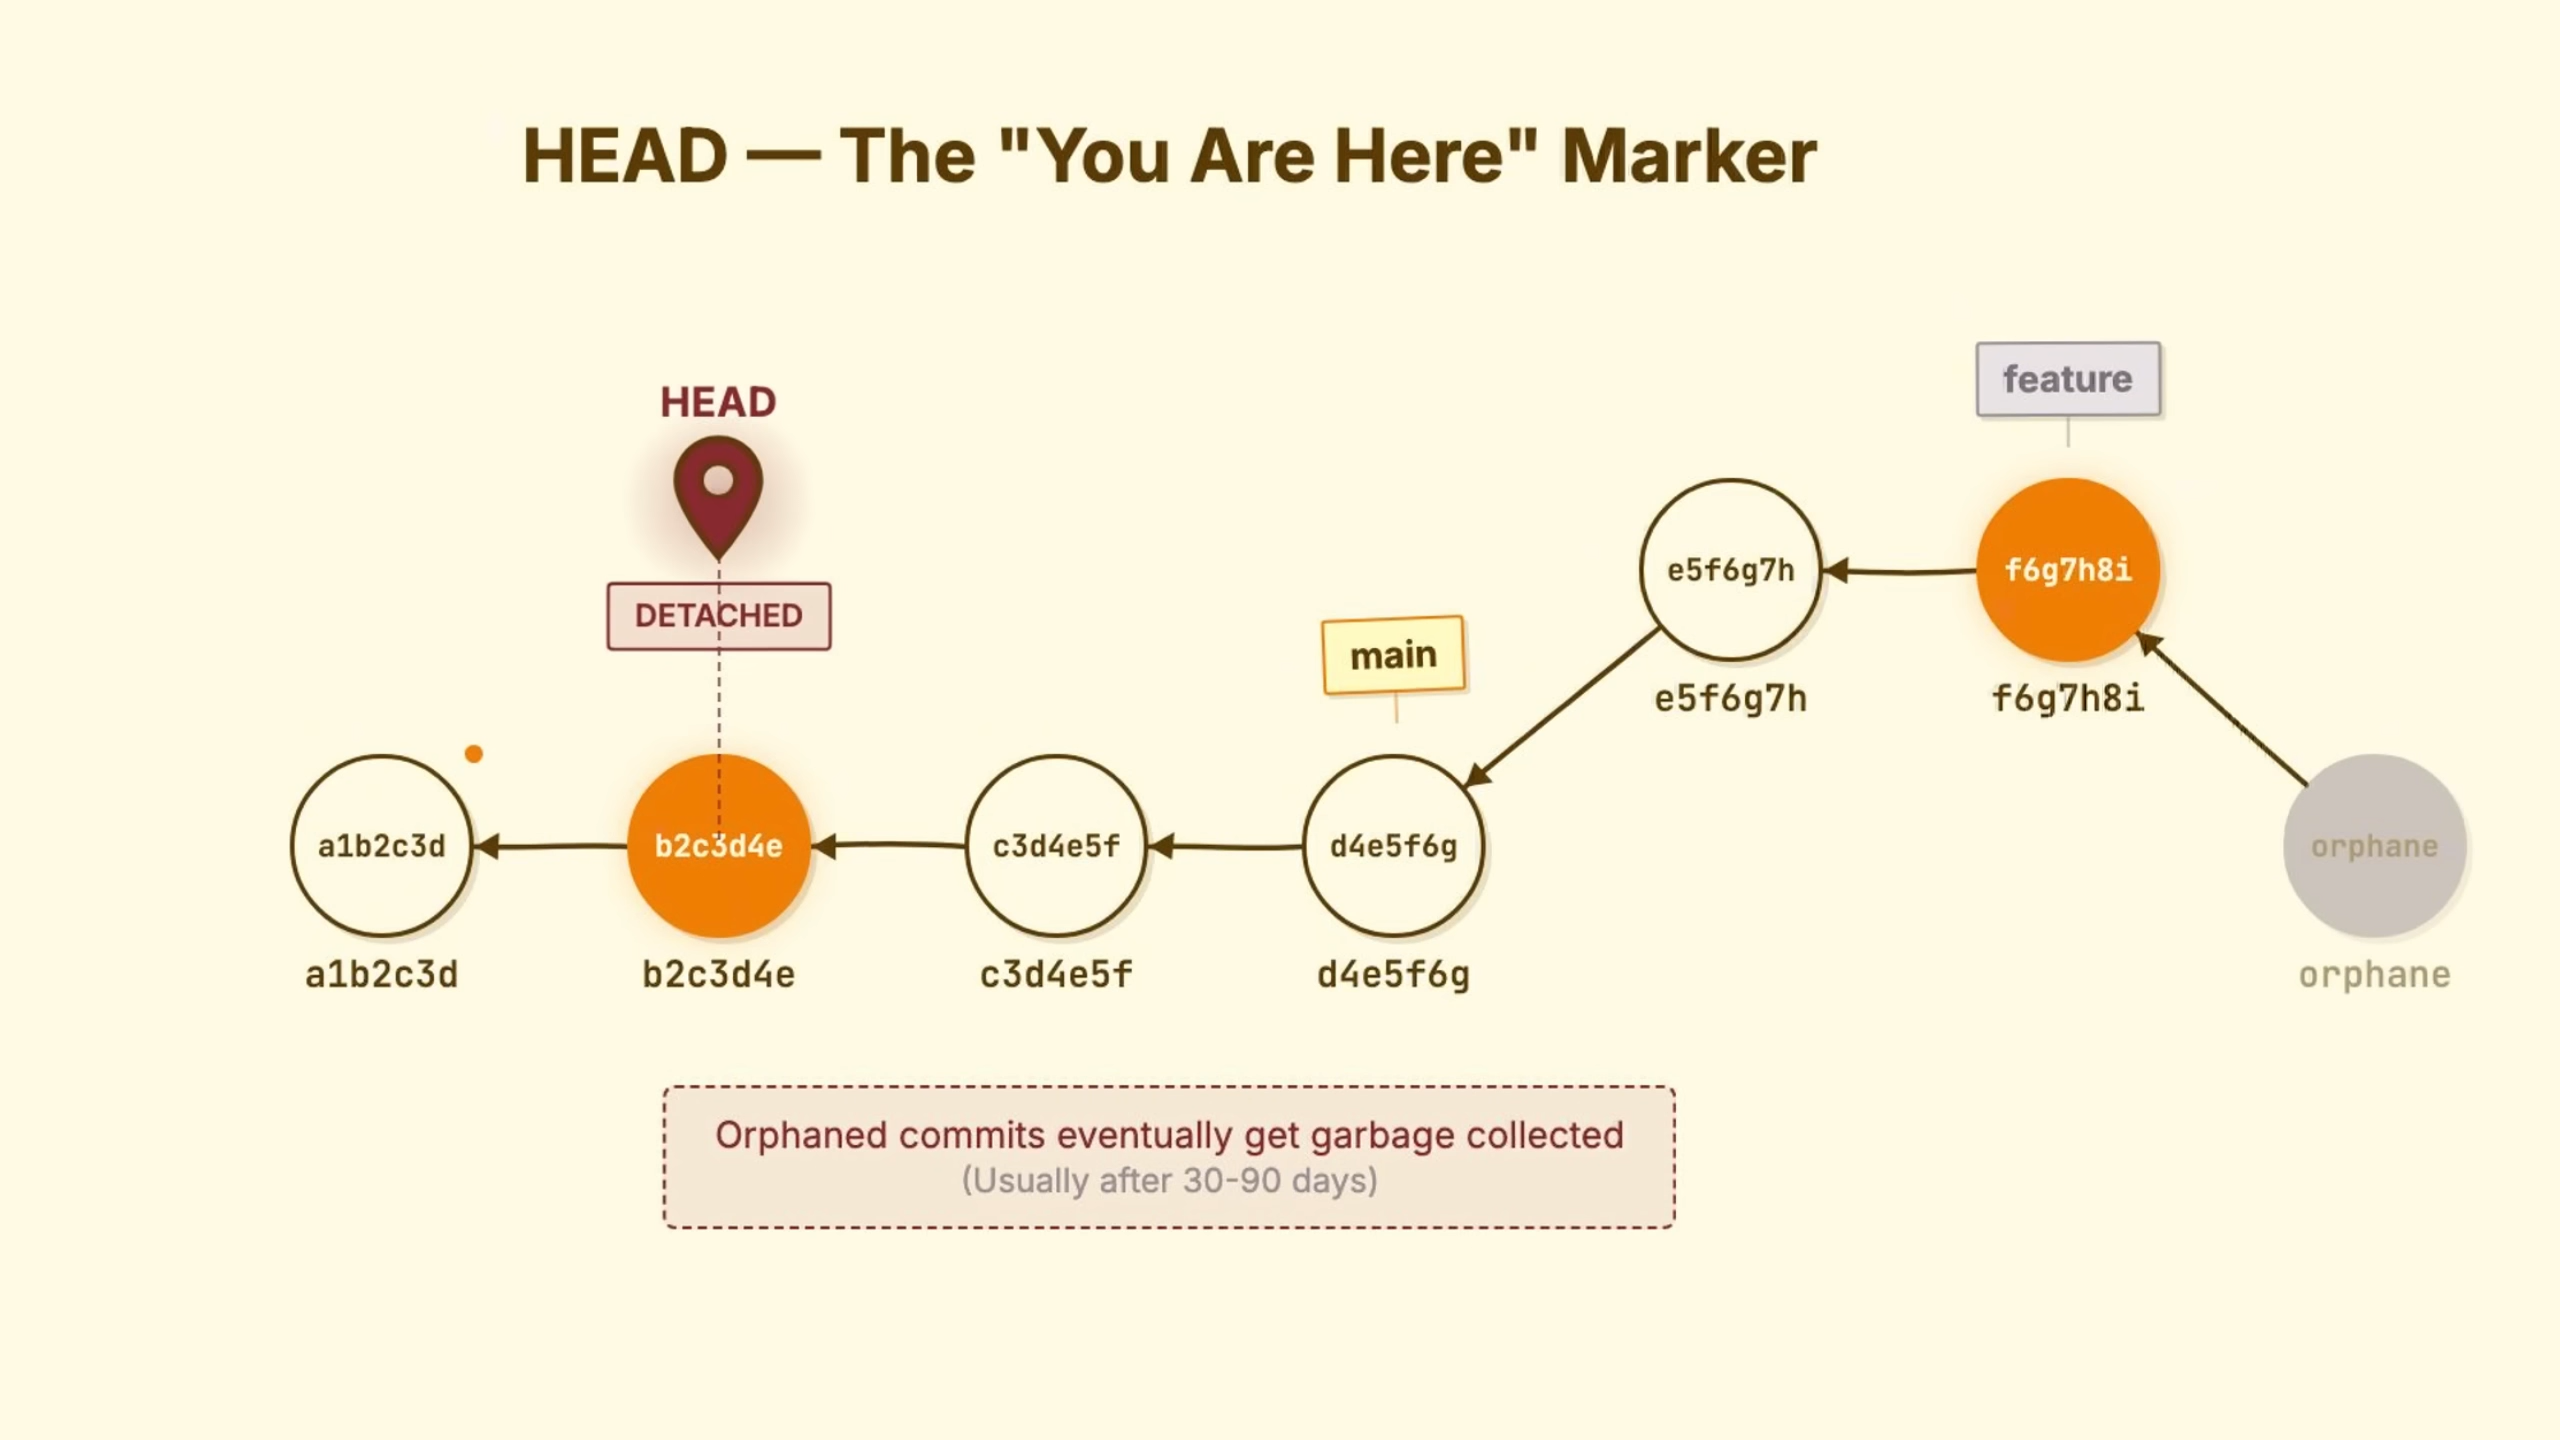 HEAD — The "You Are Here" Marker
HEAD
DETACHED
feature
main
e5f6g7h
f6g7h8i
e5f6g7h
f6g7h8i
a1b2c3d
b2c3d4e
c3d4e5f
d4e5f6g
orphane
a1b2c3d
b2c3d4e
c3d4e5f
d4e5f6g
orphane
Orphaned commits eventually get garbage collected
(Usually after 30-90 days)